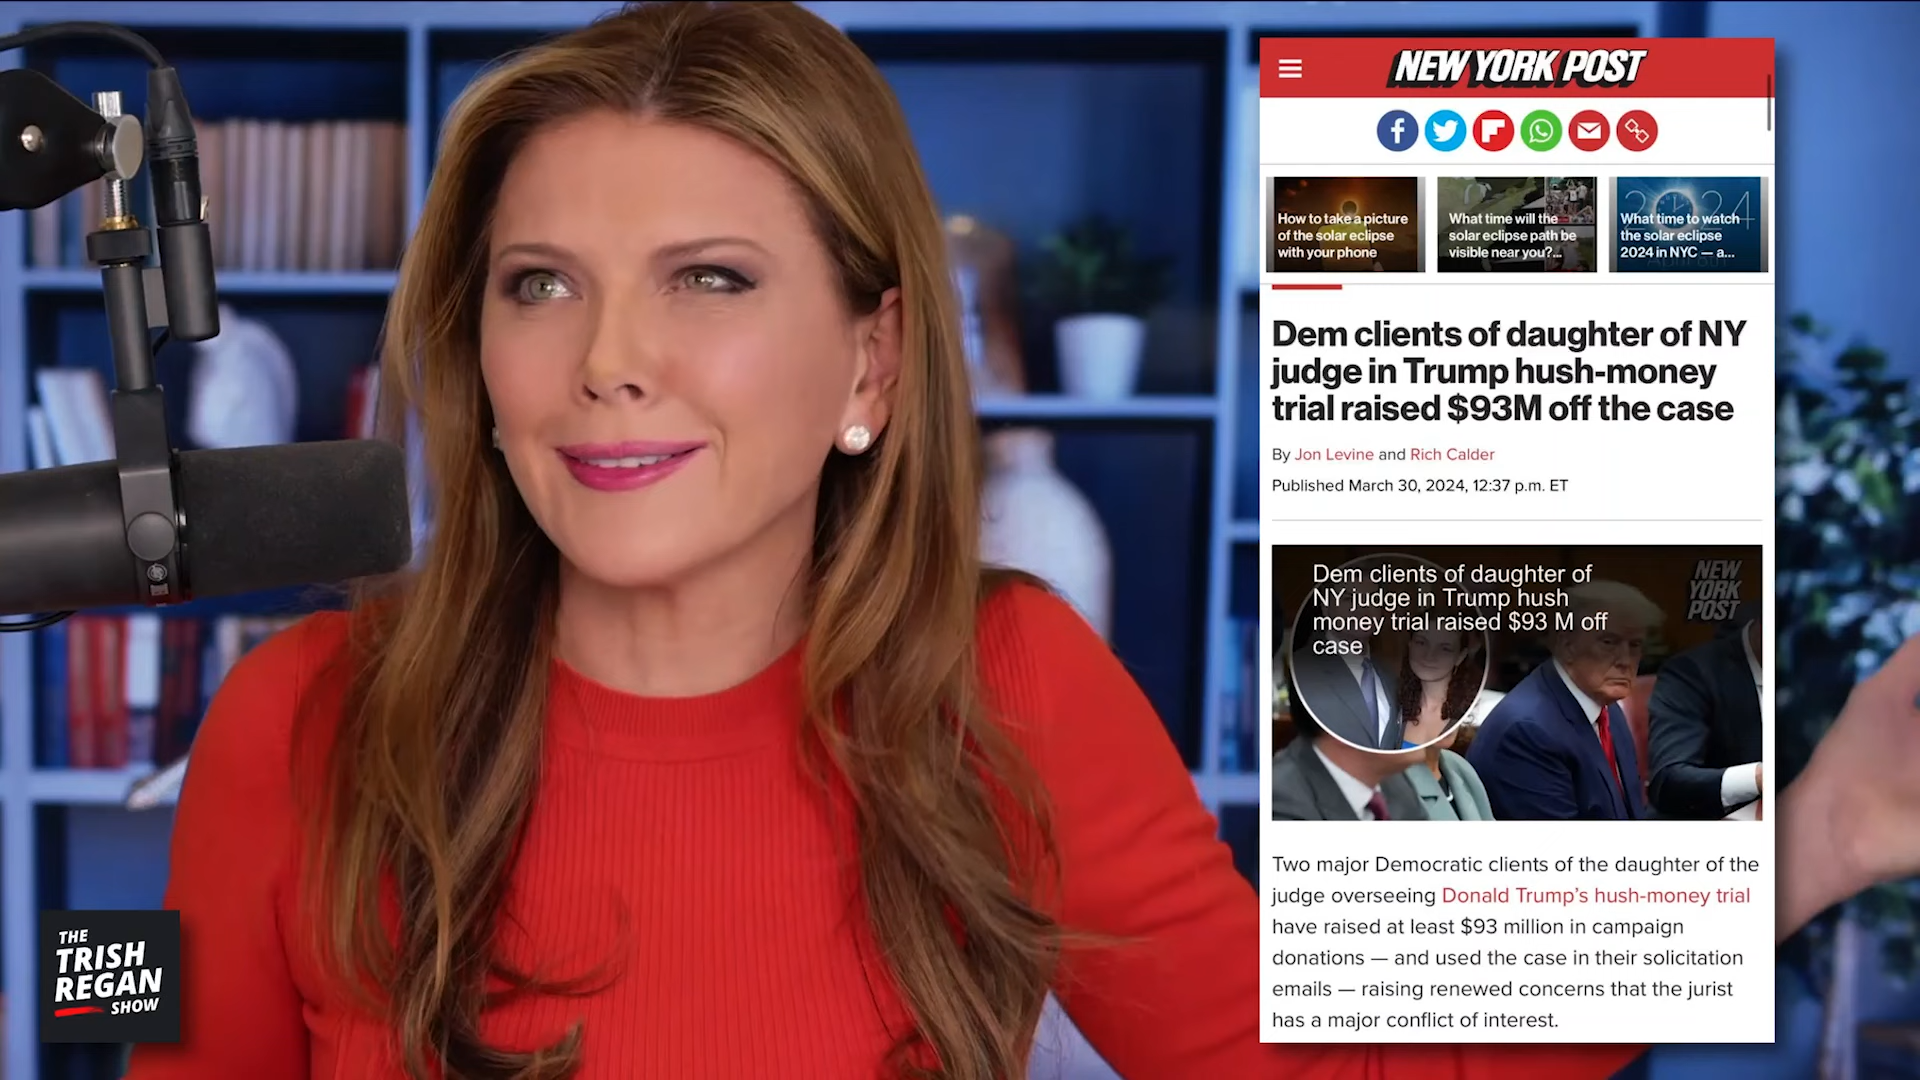 NEW YORK POST
How to take a picture
of the solar eclipse
with your phone
What time will the
solar eclipse path be
visible near you?...
What time to watch
the solar eclipse
2024 in NYC — a...
Dem clients of daughter of NY
judge in Trump hush-money
trial raised $93M off the case
By Jon Levine and Rich Calder
Published March 30, 2024, 12:37 p.m. ET
Dem clients of daughter of
NY judge in Trump hush
money trial raised $93 M off
case
NEW
YORK
POST
Two major Democratic clients of the daughter of the
judge overseeing Donald Trump's hush-money trial
have raised at least $93 million in campaign
donations — and used the case in their solicitation
emails — raising renewed concerns that the jurist
has a major conflict of interest.
THE
TRISH
REGAN
SHOW